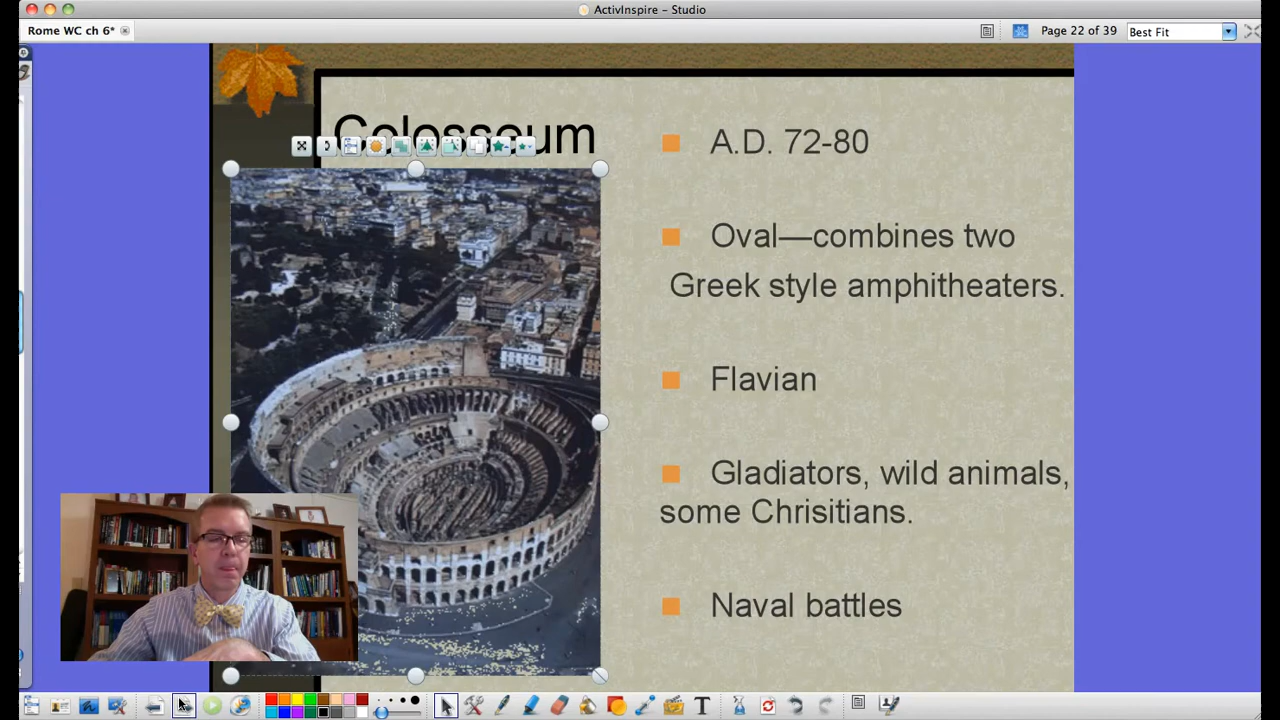 ActivInspire – Studio
Rome WC ch 6*
Page 22 of 39
Best Fit
Colosseum
A.D. 72-80
Oval—combines two
Greek style amphitheaters.
Flavian
Gladiators, wild animals,
some Chrisitians.
Naval battles